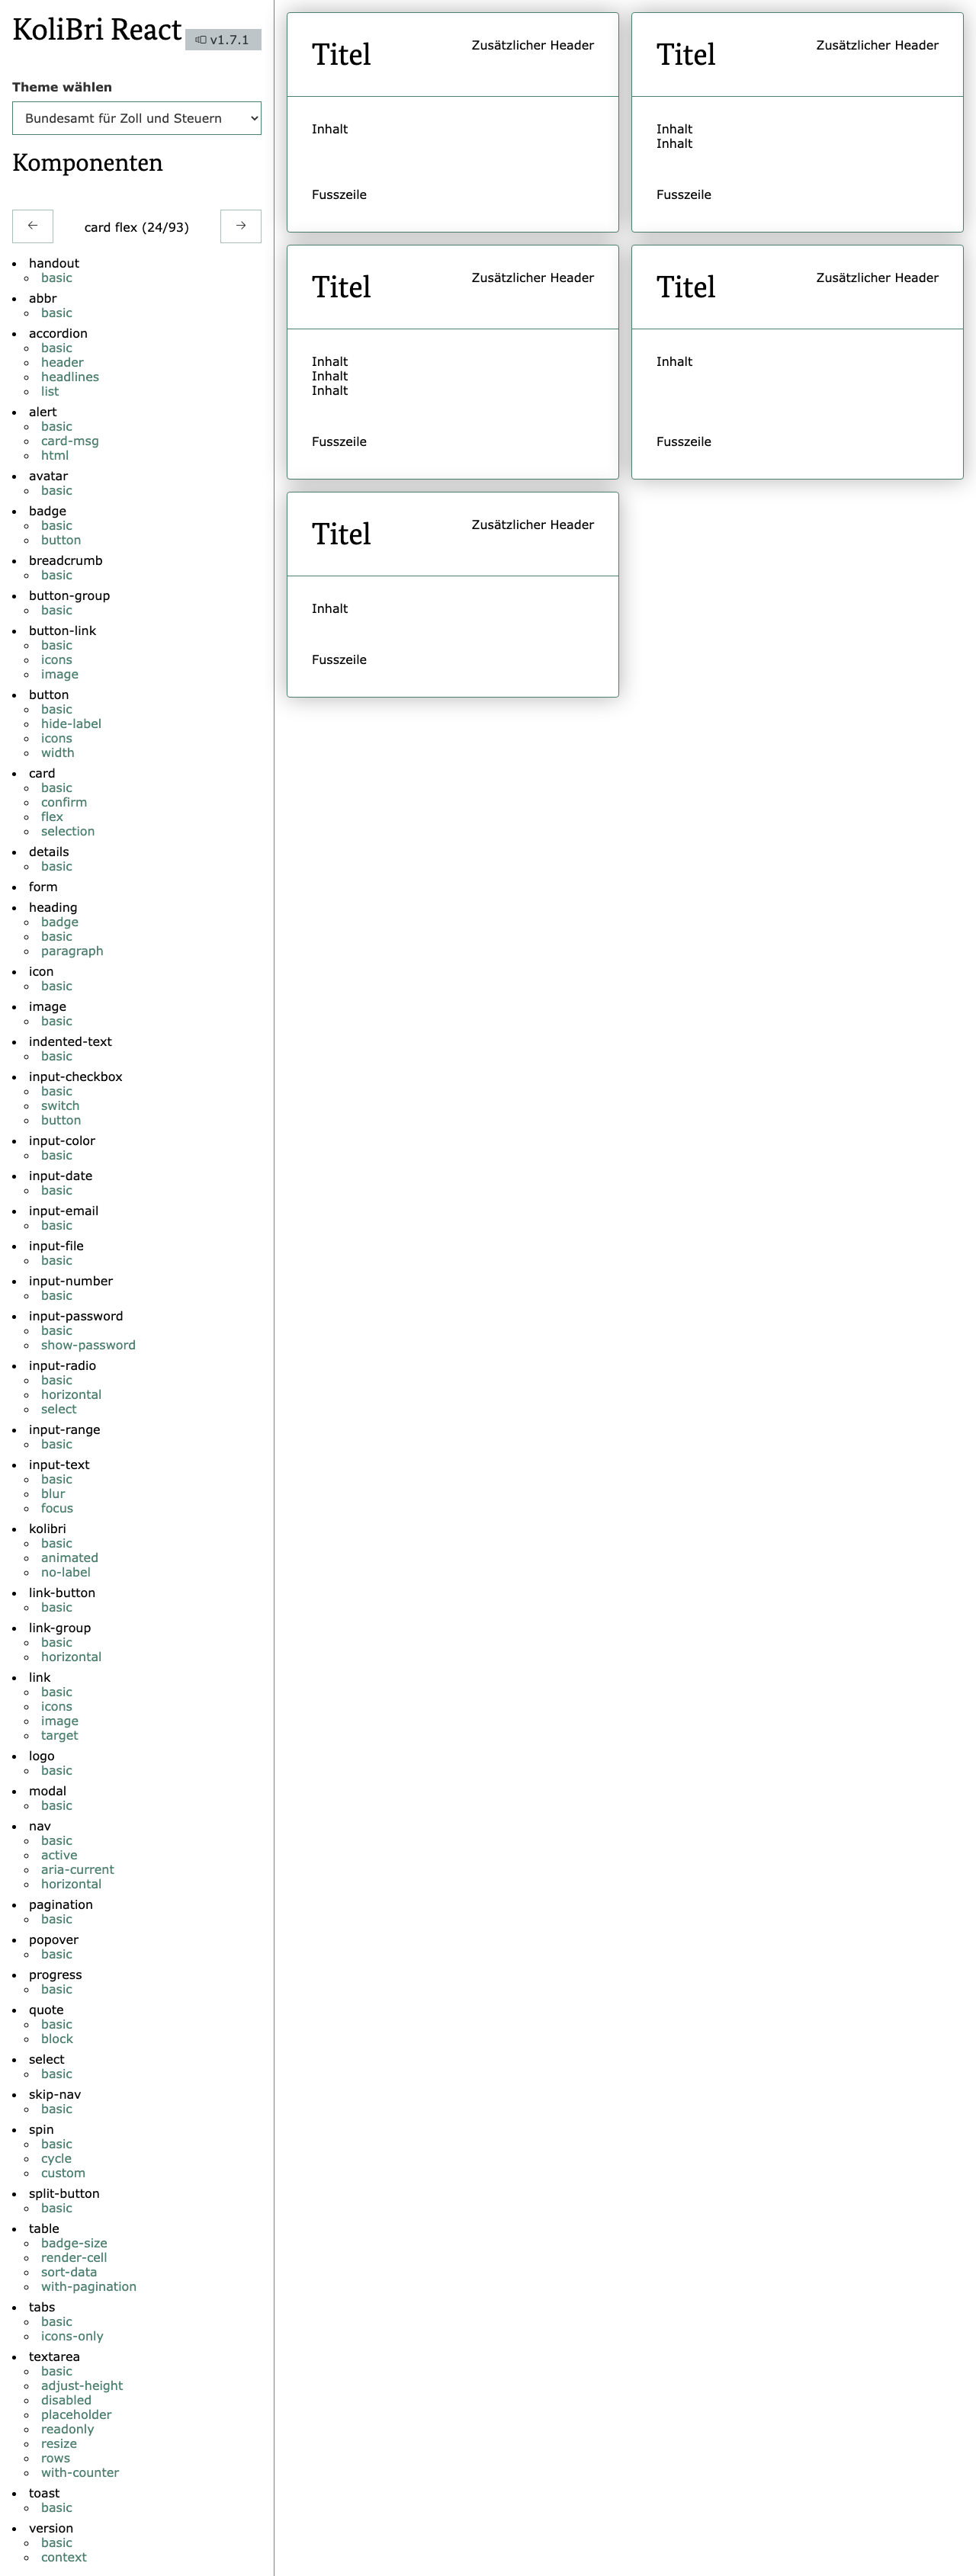 KoliBri React
v1.7.1
Theme wählen
Bundesamt für Zoll und Steuern
Komponenten
← card flex (24/93) →
handout
basic
abbr
basic
accordion
basic
header
headlines
list
alert
basic
card-msg
html
avatar
basic
badge
basic
button
breadcrumb
basic
button-group
basic
button-link
basic
icons
image
button
basic
hide-label
icons
width
card
basic
confirm
flex
selection
details
basic
form
heading
badge
basic
paragraph
icon
basic
image
basic
indented-text
basic
input-checkbox
basic
switch
button
input-color
basic
input-date
basic
input-email
basic
input-file
basic
input-number
basic
input-password
basic
show-password
input-radio
basic
horizontal
select
input-range
basic
input-text
basic
blur
focus
kolibri
basic
animated
no-label
link-button
basic
link-group
basic
horizontal
link
basic
icons
image
target
logo
basic
modal
basic
nav
basic
active
aria-current
horizontal
pagination
basic
popover
basic
progress
basic
quote
basic
block
select
basic
skip-nav
basic
spin
basic
cycle
custom
split-button
basic
table
badge-size
render-cell
sort-data
with-pagination
tabs
basic
icons-only
textarea
basic
adjust-height
disabled
placeholder
readonly
resize
rows
with-counter
toast
basic
version
basic
context
Titel
Zusätzlicher Header
Inhalt
Fusszeile
Titel
Zusätzlicher Header
Inhalt
Inhalt
Fusszeile
Titel
Zusätzlicher Header
Inhalt
Inhalt
Inhalt
Fusszeile
Titel
Zusätzlicher Header
Inhalt
Fusszeile
Titel
Zusätzlicher Header
Inhalt
Fusszeile